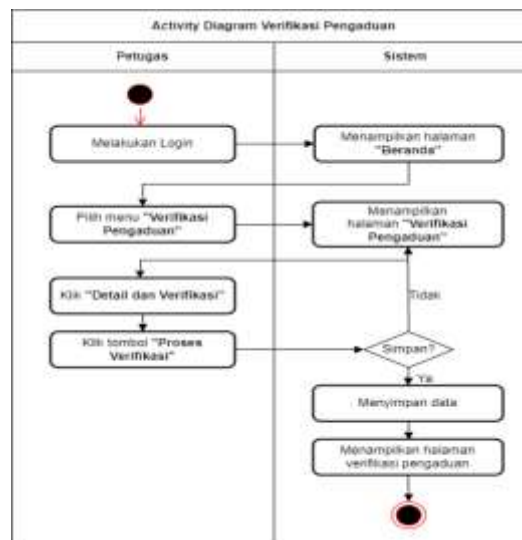 Activity Diagram Verifikasi Pengaduan
Petugas
Sistem
Melakukan Login
Menampilkan halaman
"Beranda"
Pilih menu "Verifikasi
Pengaduan"
Menampilkan
halaman "Verifikasi
Pengaduan"
Klik "Detail dan Verifikasi"
Tidak
Klik tombol "Proses
Verifikasi"
Simpan?
Ya
Menyimpan data
Menampilkan halaman
verifikasi pengaduan